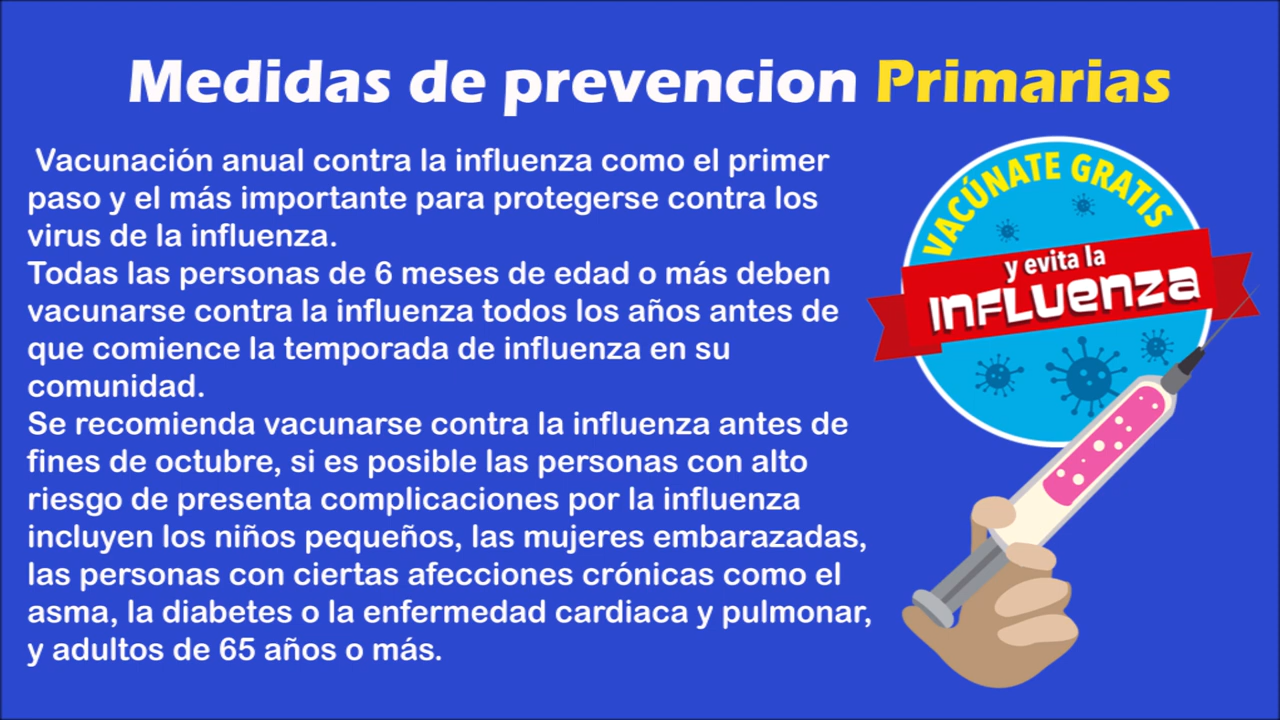 Medidas de prevencion Primarias
Vacunación anual contra la influenza como el primer
paso y el más importante para protegerse contra los
virus de la influenza.
Todas las personas de 6 meses de edad o más deben
vacunarse contra la influenza todos los años antes de
que comience la temporada de influenza en su
comunidad.
Se recomienda vacunarse contra la influenza antes de
fines de octubre, si es posible las personas con alto
riesgo de presenta complicaciones por la influenza
incluyen los niños pequeños, las mujeres embarazadas,
las personas con ciertas afecciones crónicas como el
asma, la diabetes o la enfermedad cardiaca y pulmonar,
y adultos de 65 años o más.
VACÚNATE GRATIS
y evita la
INFLUENZA